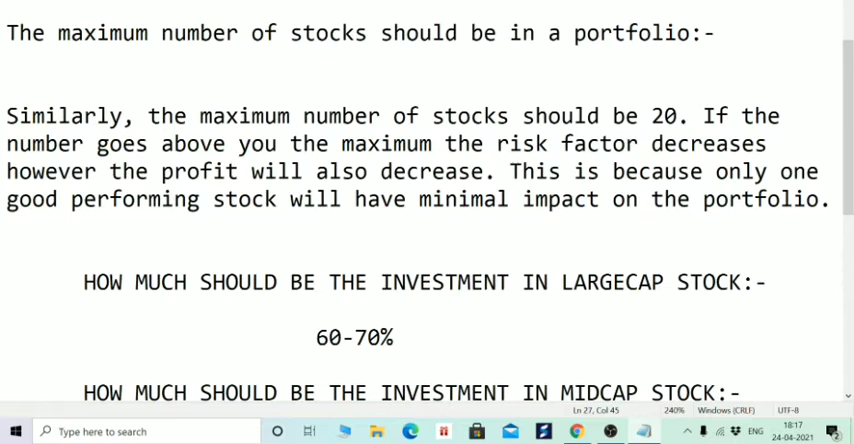 The maximum number of stocks should be in a portfolio:-
Similarly, the maximum number of stocks should be 20. If the
number goes above you the maximum the risk factor decreases
however the profit will also decrease. This is because only one
good performing stock will have minimal impact on the portfolio.
HOW MUCH SHOULD BE THE INVESTMENT IN LARGECAP STOCK:-
60-70%
HOW MUCH SHOULD BE THE INVESTMENT IN MIDCAP STOCK:-
Ln 27, Col 45 240% Windows (CRLF) UTF-8
Type here to search
ENG
18:17
24-04-2021
2